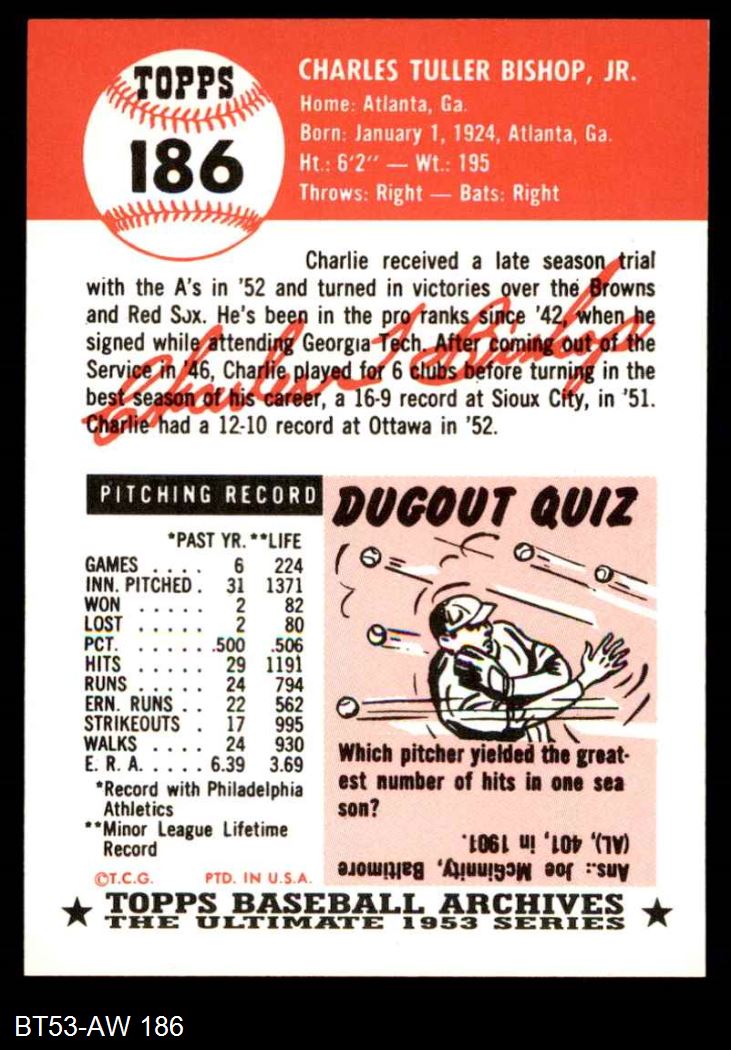 TOPPS
186
CHARLES TULLER BISHOP, JR.
Home: Atlanta, Ga.
Born: January 1, 1924, Atlanta, Ga.
Ht.: 6'2" — Wt.: 195
Throws: Right — Bats: Right
Charlie received a late season trial
with the A's in '52 and turned in victories over the Browns
and Red Sox. He's been in the pro ranks since '42, when he
signed while attending Georgia Tech. After coming out of the
Service in '46, Charlie played for 6 clubs before turning in the
best season of his career, a 16-9 record at Sioux City, in '51.
Charlie had a 12-10 record at Ottawa in '52.
Charles T Bishop
PITCHING RECORD
*PAST YR. **LIFE
GAMES . . . . 6 224
INN. PITCHED . 31 1371
WON . . . . . . 2 82
LOST . . . . . 2 80
PCT. . . . . . .500 .506
HITS . . . . . 29 1191
RUNS . . . . . 24 794
ERN. RUNS . . 22 562
STRIKEOUTS . 17 995
WALKS . . . . 24 930
E. R. A. . . . . 6.39 3.69
*Record with Philadelphia
Athletics
**Minor League Lifetime
Record
©T.C.G. PTD. IN U.S.A.
DUGOUT QUIZ
Which pitcher yielded the great-
est number of hits in one sea
son?
Ans.: Joe McGinnity, Baltimore
(AL), 401, in 1901.
★ TOPPS BASEBALL ARCHIVES ★
THE ULTIMATE 1953 SERIES
BT53-AW 186